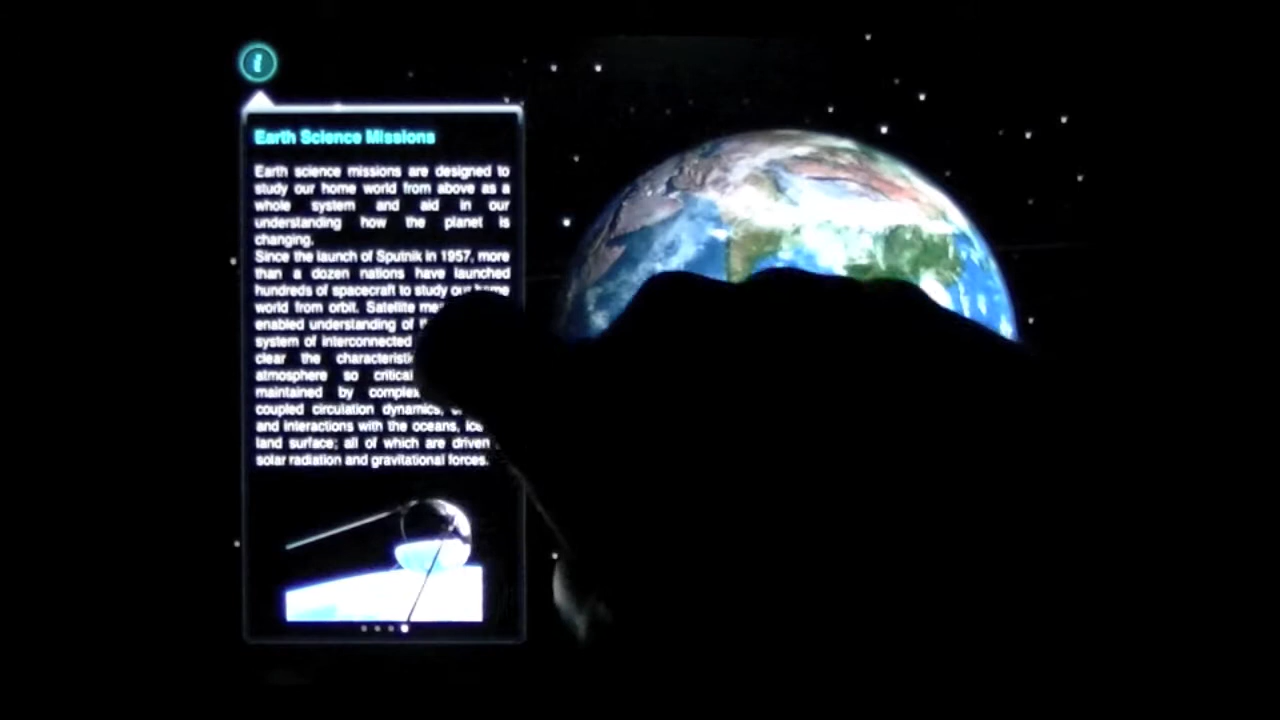 i
Earth Science Missions
Earth science missions are designed to
study our home world from above as a
whole system and aid in our
understanding how the planet is
changing.
Since the launch of Sputnik in 1957, more
than a dozen nations have launched
hundreds of spacecraft to study our home
world from orbit. Satellite
enabled understanding of
system of interconnected
clear the
atmosphere so critical
maintained by
coupled circulation dynamics,
and interactions with the oceans,
land surface; all of which are driven
solar radiation and gravitational forces.